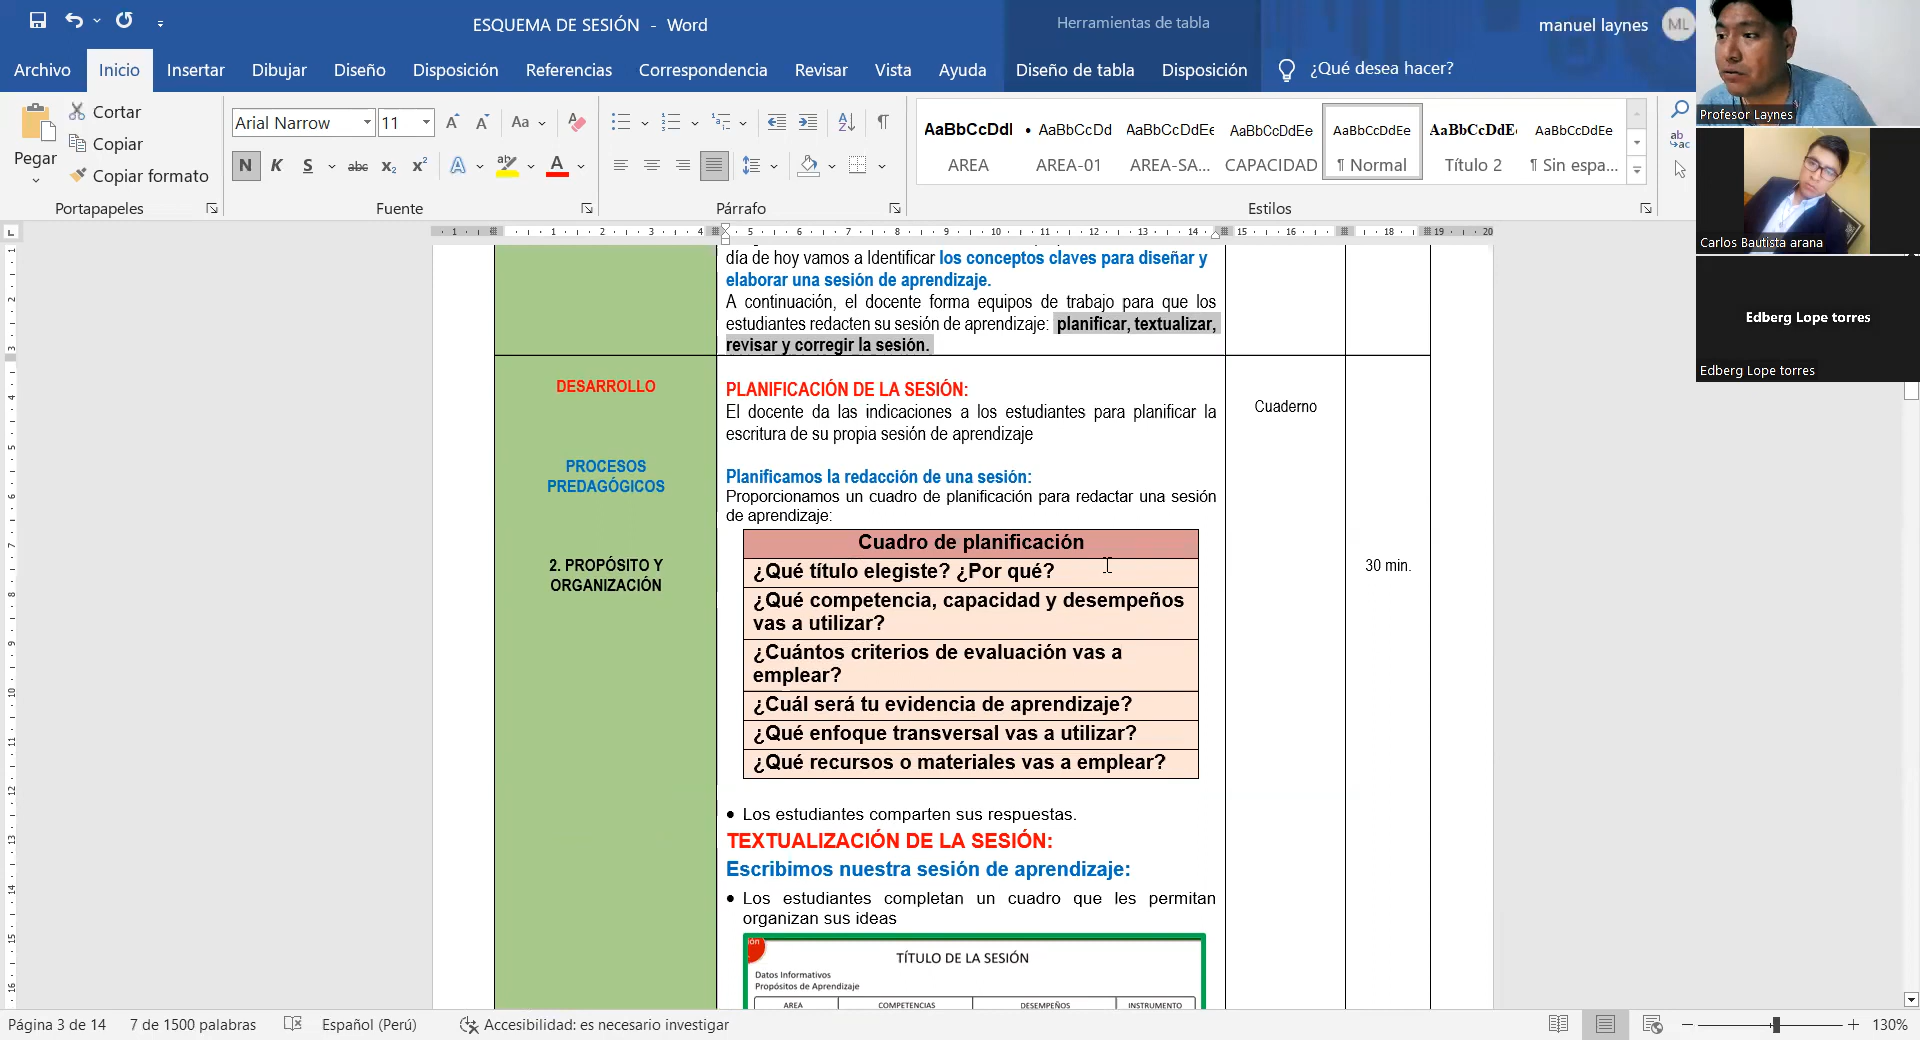 ESQUEMA DE SESIÓN - Word
Herramientas de tabla
manuel laynes
ML
Archivo
Inicio
Insertar
Dibujar
Diseño
Disposición
Referencias
Correspondencia
Revisar
Vista
Ayuda
Diseño de tabla
Disposición
¿Qué desea hacer?
Pegar
Cortar
Copiar
Copiar formato
Portapapeles
Arial Narrow
11
Aa
N K S abc x₂ x²
A
A
Fuente
Párrafo
AaBbCcDdI
AREA
• AaBbCcDd
AREA-01
AaBbCcDdEe
AREA-SA...
AaBbCcDdEe
CAPACIDAD
AaBbCcDdEe
¶ Normal
AaBbCcDdE
Título 2
AaBbCcDdEe
¶ Sin espa...
Estilos
Profesor Laynes
Carlos Bautista arana
Edberg Lope torres
Edberg Lope torres
día de hoy vamos a Identificar los conceptos claves para diseñar y
elaborar una sesión de aprendizaje.
A continuación, el docente forma equipos de trabajo para que los
estudiantes redacten su sesión de aprendizaje: planificar, textualizar,
revisar y corregir la sesión.
DESARROLLO
PROCESOS
PREDAGÓGICOS
2. PROPÓSITO Y
ORGANIZACIÓN
PLANIFICACIÓN DE LA SESIÓN:
El docente da las indicaciones a los estudiantes para planificar la
escritura de su propia sesión de aprendizaje
Planificamos la redacción de una sesión:
Proporcionamos un cuadro de planificación para redactar una sesión
de aprendizaje:
Cuadro de planificación
¿Qué título elegiste? ¿Por qué?
¿Qué competencia, capacidad y desempeños
vas a utilizar?
¿Cuántos criterios de evaluación vas a
emplear?
¿Cuál será tu evidencia de aprendizaje?
¿Qué enfoque transversal vas a utilizar?
¿Qué recursos o materiales vas a emplear?
• Los estudiantes comparten sus respuestas.
TEXTUALIZACIÓN DE LA SESIÓN:
Escribimos nuestra sesión de aprendizaje:
• Los estudiantes completan un cuadro que les permitan
organizan sus ideas
TÍTULO DE LA SESIÓN
Datos Informativos
Propósitos de Aprendizaje
AREA
COMPETENCIAS
DESEMPEÑOS
INSTRUMENTO
Cuaderno
30 min.
Página 3 de 14
7 de 1500 palabras
Español (Perú)
Accesibilidad: es necesario investigar
130%